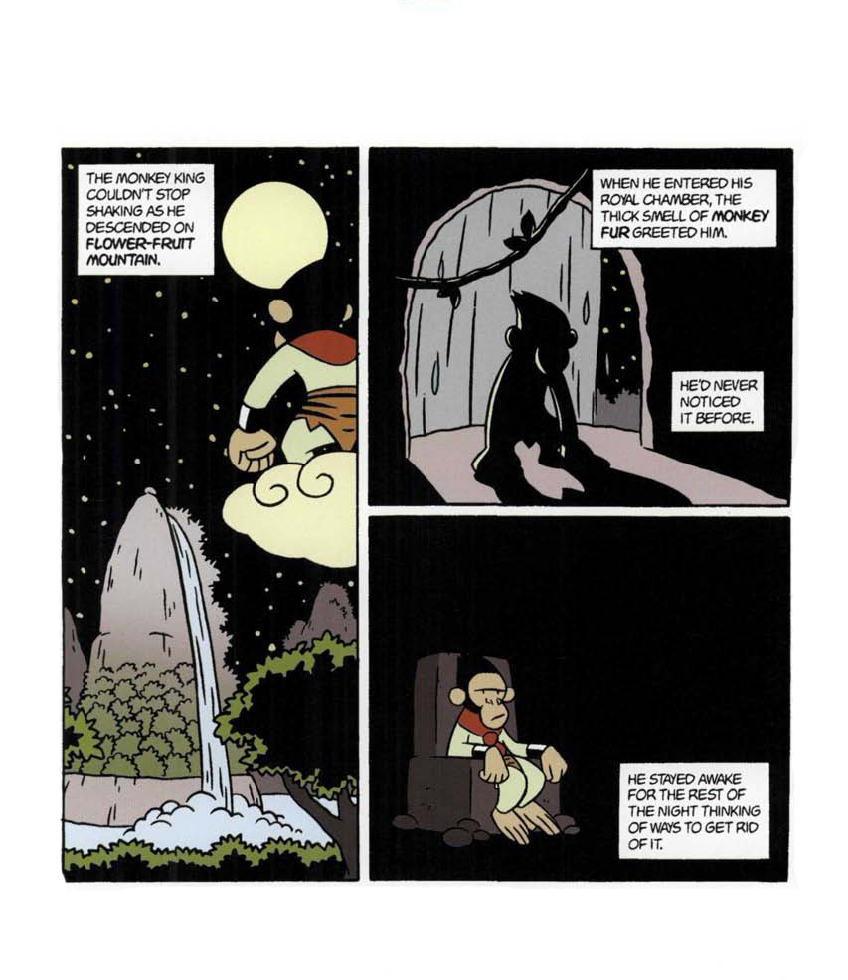 THE MONKEY KING
COULDN'T STOP
SHAKING AS HE
DESCENDED ON
FLOWER-FRUIT
MOUNTAIN.
WHEN HE ENTERED HIS
ROYAL CHAMBER, THE
THICK SMELL OF MONKEY
FUR GREETED HIM.
HE'D NEVER
NOTICED
IT BEFORE.
HE STAYED AWAKE
FOR THE REST OF
THE NIGHT THINKING
OF WAYS TO GET RID
OF IT.